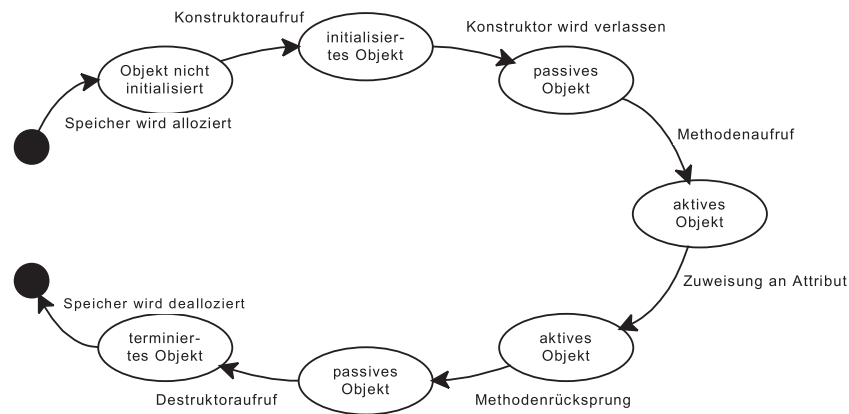 Konstruktoraufruf
initialisier-
tes Objekt
Konstruktor wird verlassen
Objekt nicht
initialisiert
passives
Objekt
Speicher wird alloziert
Methodenaufruf
aktives
Objekt
Zuweisung an Attribut
Speicher wird dealloziert
terminier-
tes Objekt
aktives
Objekt
passives
Objekt
Destruktoraufruf
Methodenrücksprung